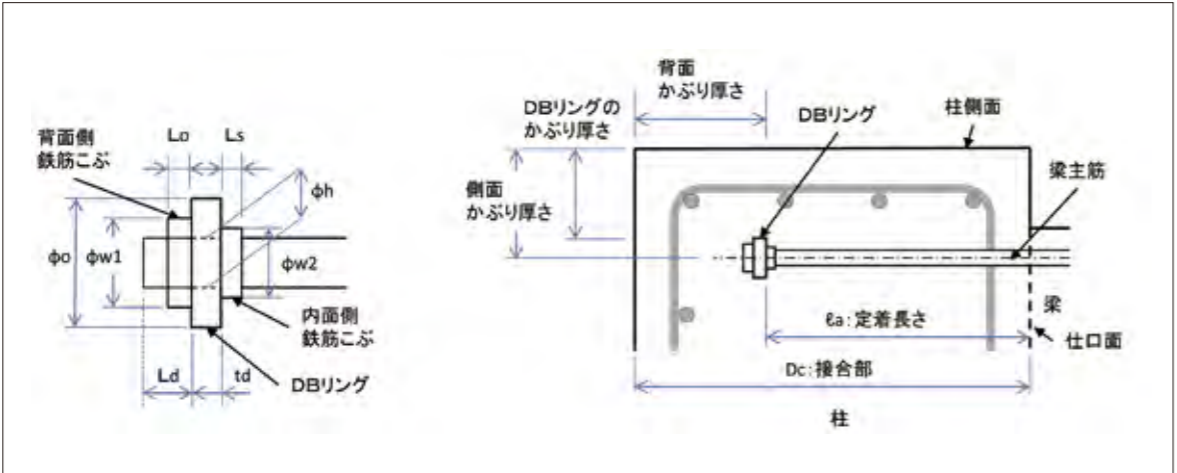 Lo
Ls
背面側
鉄筋こぶ
φh
φo
φw1
φw2
内面側
鉄筋こぶ
Ld
td
DBリング
背面
かぶり厚さ
DBリングの
かぶり厚さ
DBリング
柱側面
側面
かぶり厚さ
梁主筋
ℓa:定着長さ
梁
仕口面
Dc:接合部
柱